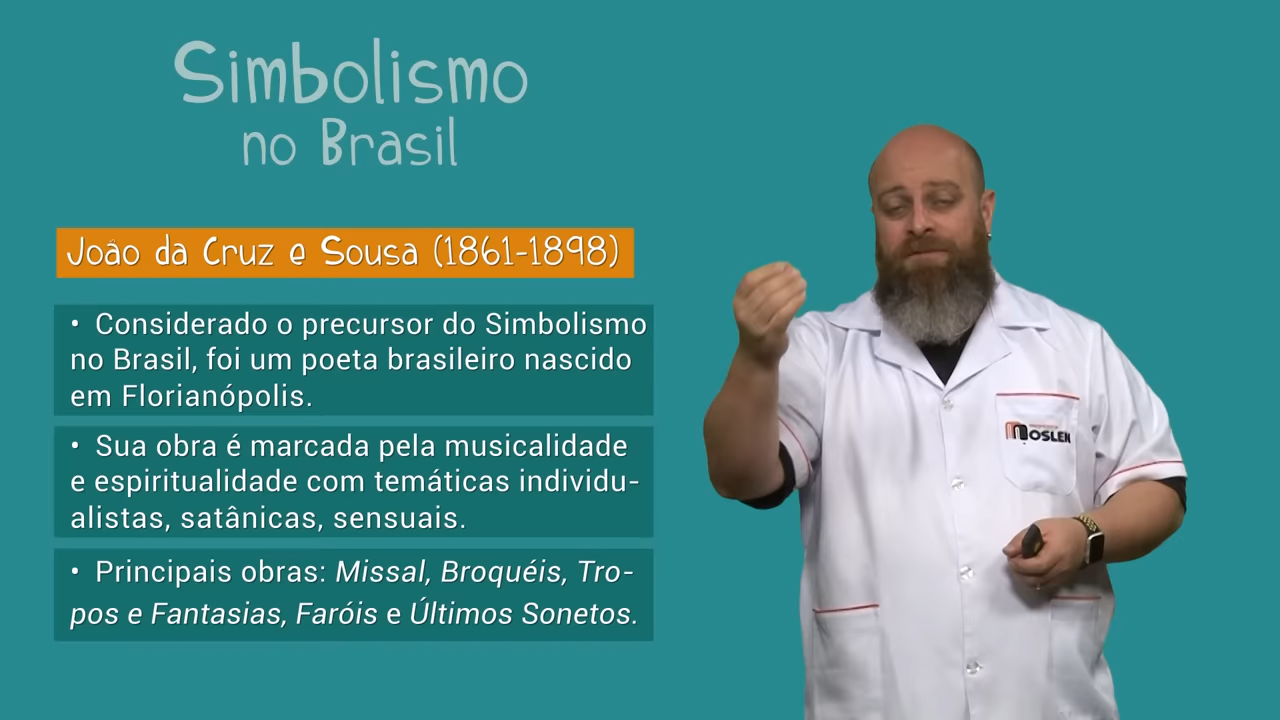 Simbolismo
no Brasil
João da Cruz e Sousa (1861-1898)
• Considerado o precursor do Simbolismo
no Brasil, foi um poeta brasileiro nascido
em Florianópolis.
• Sua obra é marcada pela musicalidade
e espiritualidade com temáticas individu-
alistas, satânicas, sensuais.
• Principais obras: Missal, Broquéis, Tro-
pos e Fantasias, Faróis e Últimos Sonetos.
NOSLEN